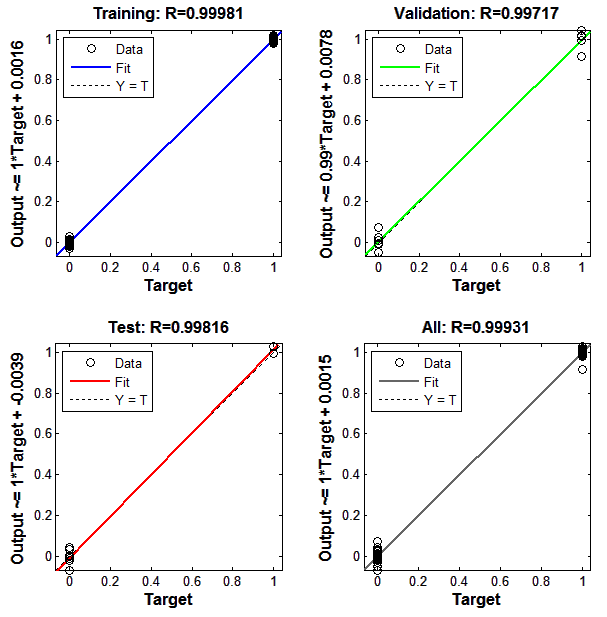 Training: R=0.99981
Output ~= 1*Target + 0.0016
1
0.8
0.6
0.4
0.2
0
Data
Fit
Y = T
0 0.2 0.4 0.6 0.8 1
Target
Validation: R=0.99717
Output ~= 0.99*Target + 0.0078
1
0.8
0.6
0.4
0.2
0
Data
Fit
Y = T
0 0.2 0.4 0.6 0.8 1
Target
Test: R=0.99816
Output ~= 1*Target + -0.0039
1
0.8
0.6
0.4
0.2
0
Data
Fit
Y = T
0 0.2 0.4 0.6 0.8 1
Target
All: R=0.99931
Output ~= 1*Target + 0.0015
1
0.8
0.6
0.4
0.2
0
Data
Fit
Y = T
0 0.2 0.4 0.6 0.8 1
Target